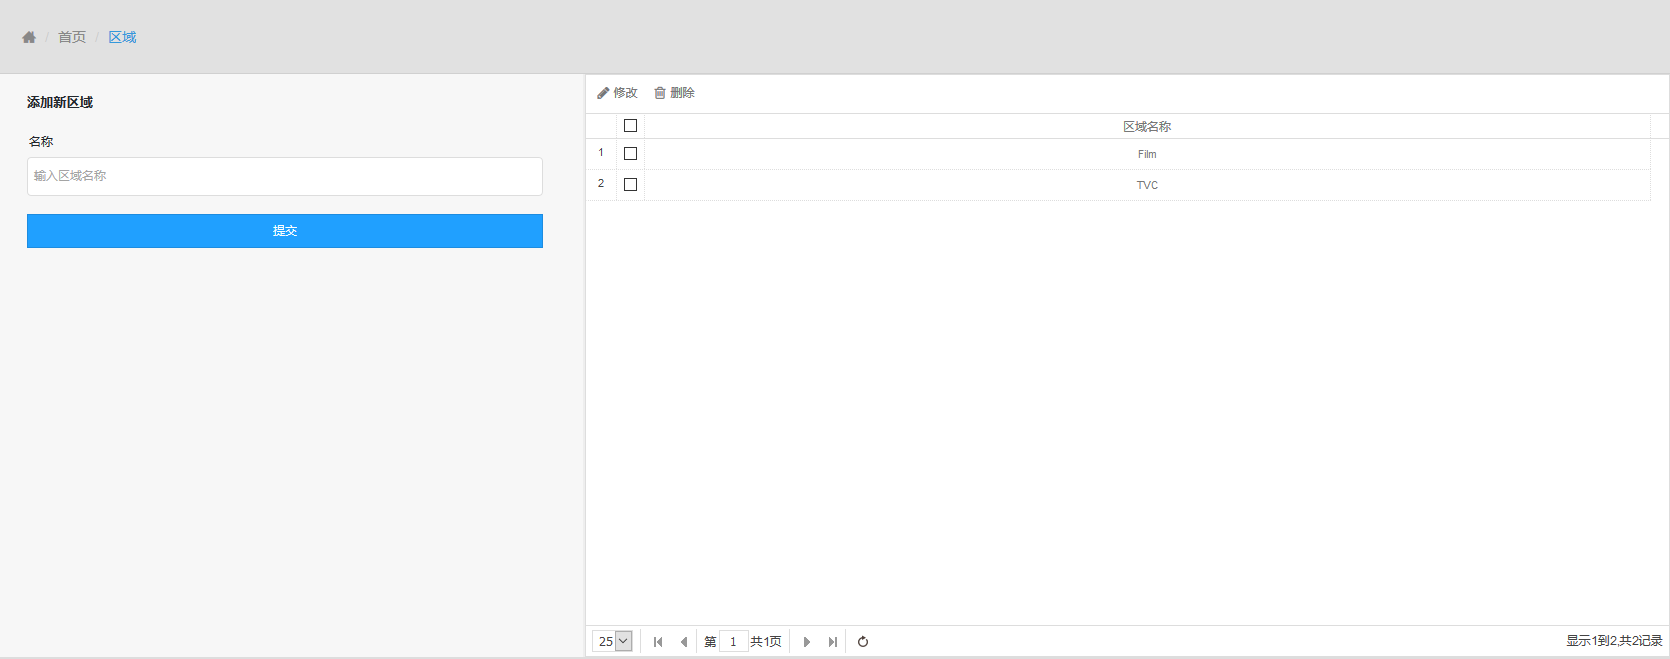 / 首页 / 区域
添加新区域
名称
输入区域名称
提交
修改 删除
区域名称
1 Film
2 TVC
25 第 1 共1页 显示1到2,共2记录